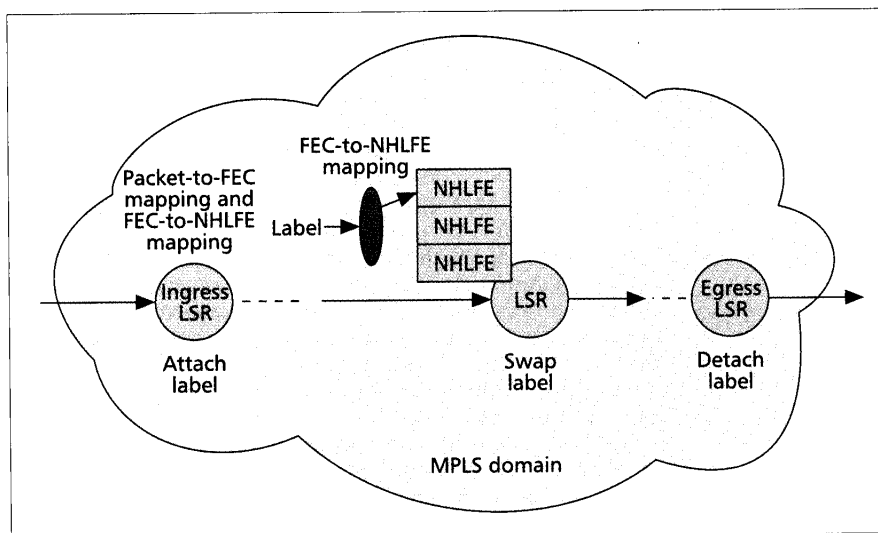 FEC-to-NHLFE
mapping
Packet-to-FEC
mapping and
FEC-to-NHLFE
mapping
Label
NHLFE
NHLFE
NHLFE
Ingress
LSR
LSR
Egress
LSR
Attach
label
Swap
label
Detach
label
MPLS domain